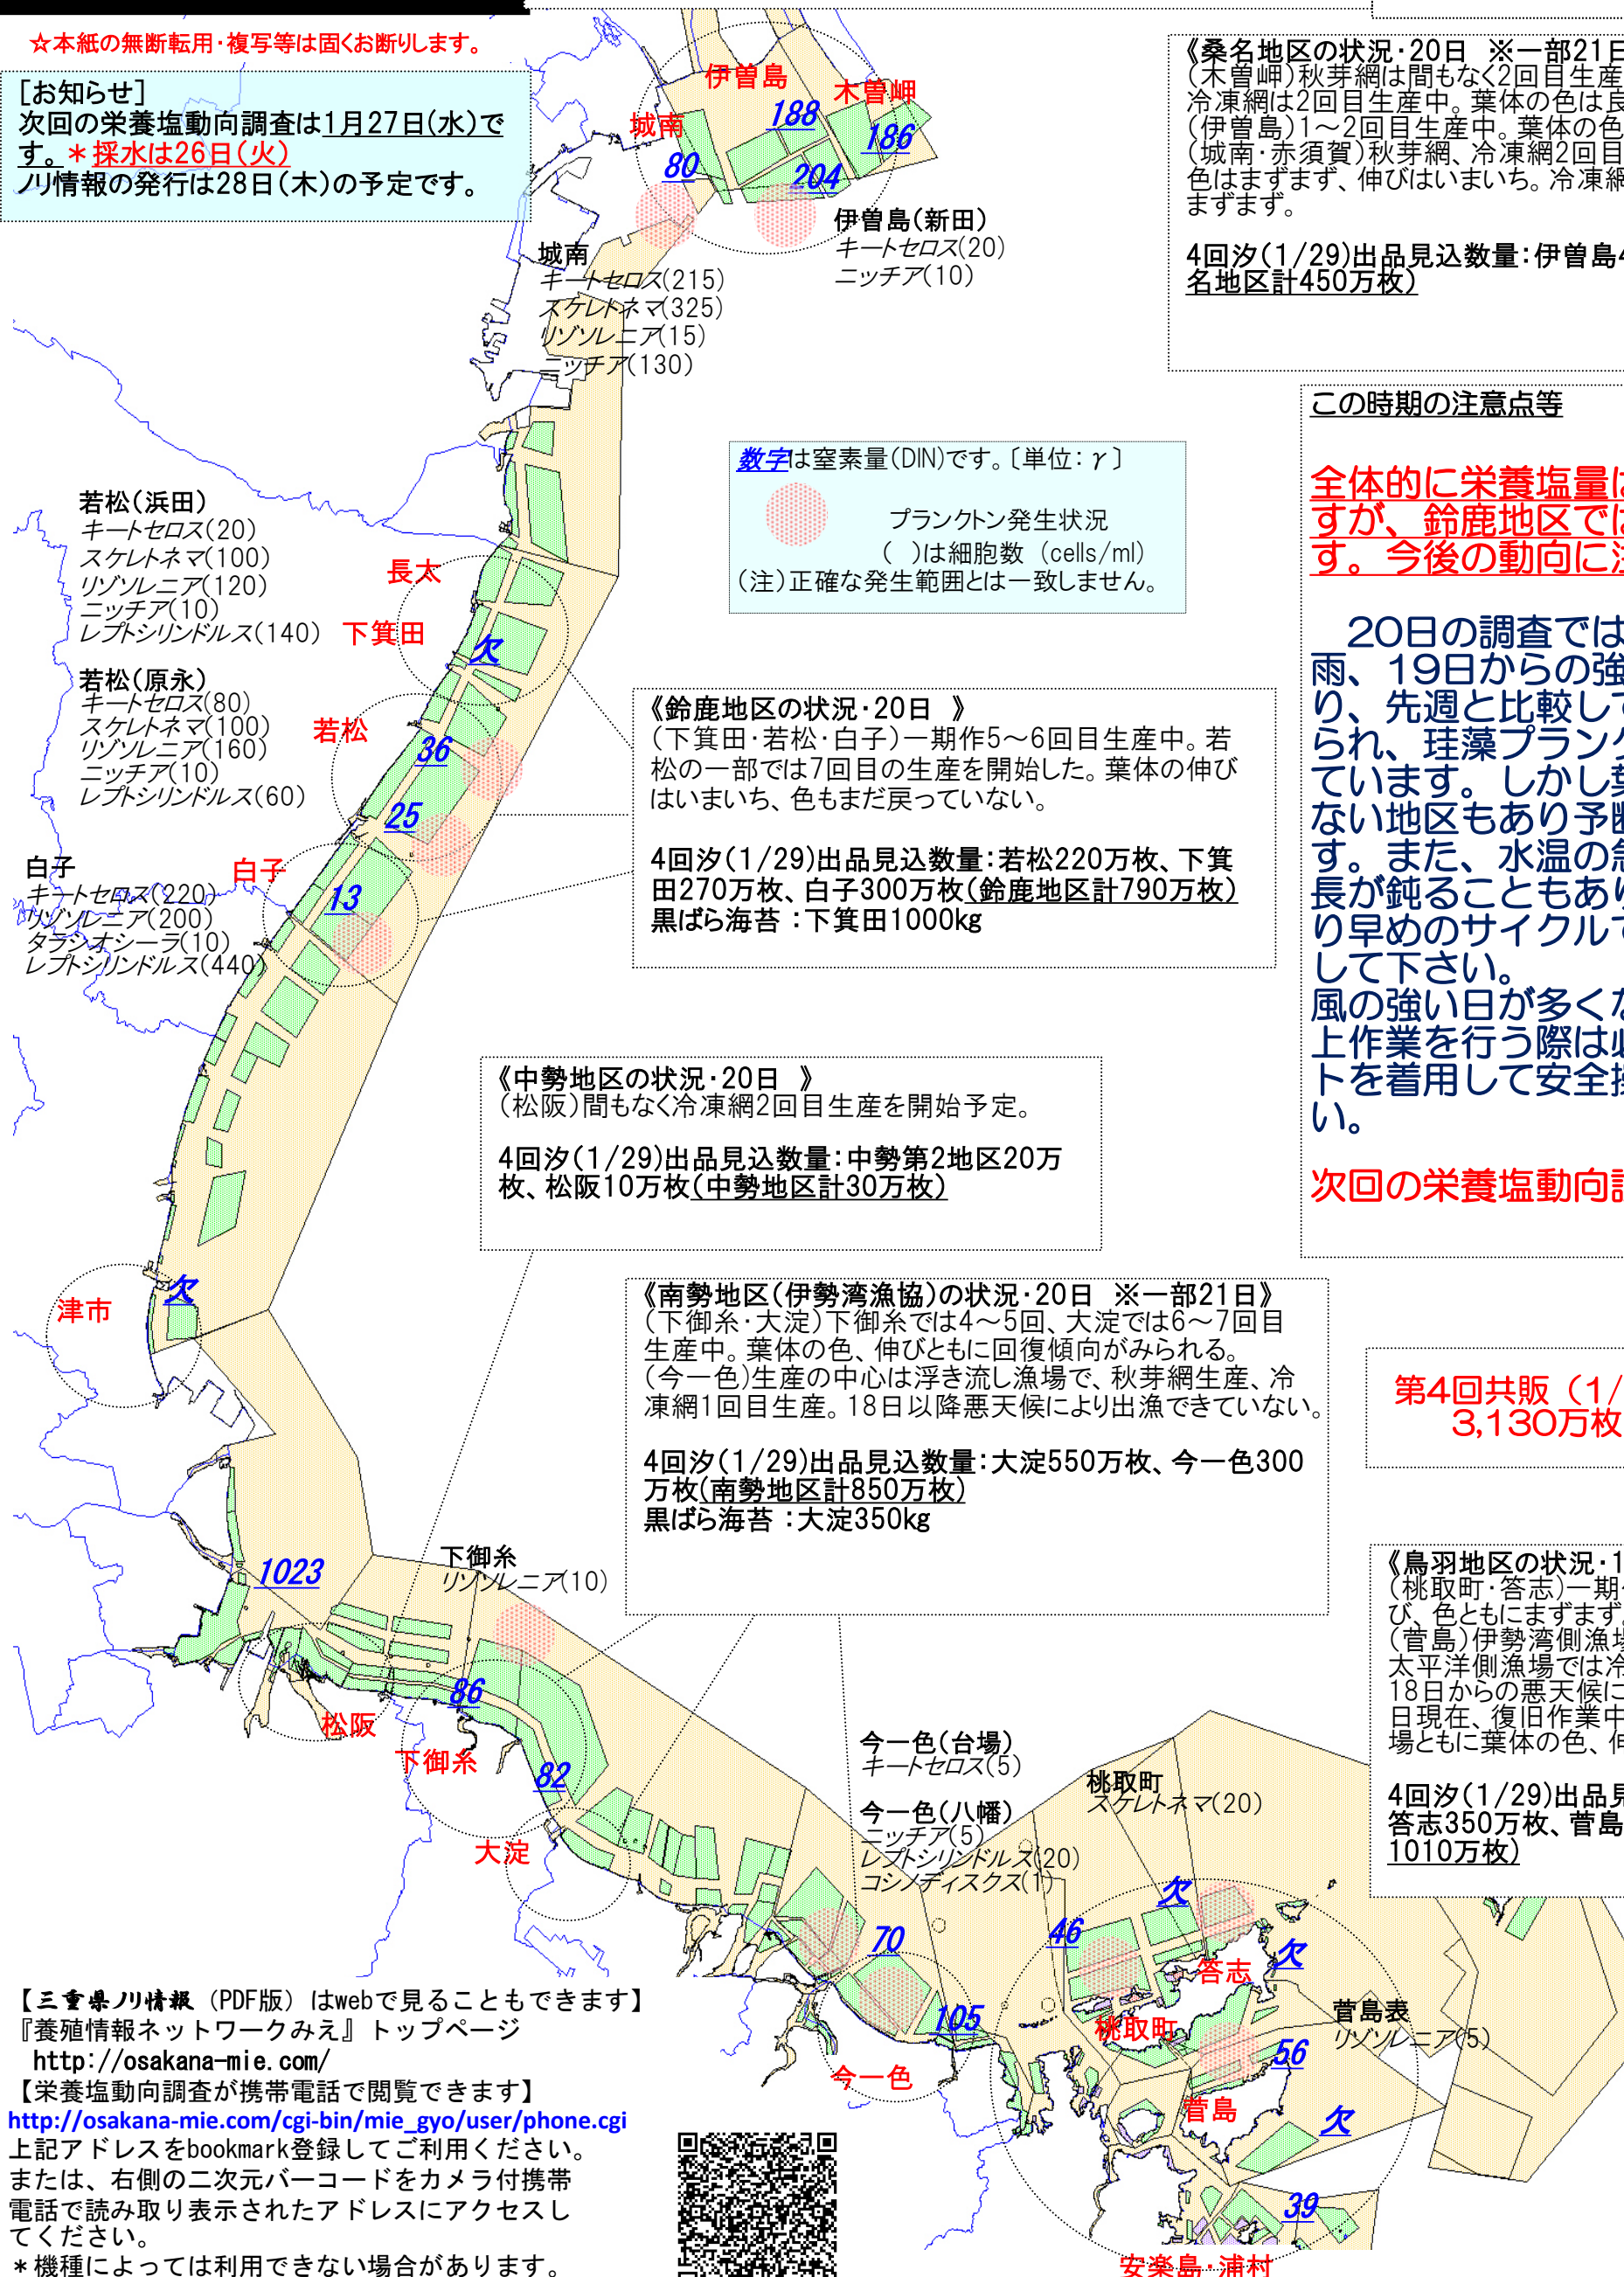 ☆本紙の無断転用・複写等は固くお断りします。
[お知らせ]
次回の栄養塩動向調査は1月27日(水)で
す。＊採水は26日(火)
ノリ情報の発行は28日(木)の予定です。
伊曽島
木曽岬
城南
188
186
80
204
伊曽島(新田)
キートセロス(20)
ニッチア(10)
城南
キートセロス(215)
スケレトネマ(325)
リゾソレニア(15)
ニッチア(130)
《桑名地区の状況・20日 ※一部21日
(木曽岬)秋芽網は間もなく2回目生産
冷凍網は2回目生産中。葉体の色は良
(伊曽島)1～2回目生産中。葉体の色
(城南・赤須賀)秋芽網、冷凍網2回目
色はまずまず、伸びはいまいち。冷凍網
まずまず。
4回汐(1/29)出品見込数量：伊曽島4
名地区計450万枚)
数字は窒素量(DIN)です。〔単位：γ〕
プランクトン発生状況
( )は細胞数 (cells/ml)
(注)正確な発生範囲とは一致しません。
この時期の注意点等
全体的に栄養塩量は
すが、鈴鹿地区では
す。今後の動向に注
20日の調査では
雨、19日からの強
り、先週と比較して
られ、珪藻プランク
ています。しかし葉
ない地区もあり予断
す。また、水温の急
長が鈍ることもあり
り早めのサイクルで
して下さい。
風の強い日が多くな
上作業を行う際は必
トを着用して安全操
い。
次回の栄養塩動向調
若松(浜田)
キートセロス(20)
スケレトネマ(100)
リゾソレニア(120)
ニッチア(10)
レプトシリンドルス(140)
若松(原永)
キートセロス(80)
スケレトネマ(100)
リゾソレニア(160)
ニッチア(10)
レプトシリンドルス(60)
白子
キートセロス(220)
リゾソレニア(200)
タラシオシーラ(10)
レプトシリンドルス(440)
長太
下箕田
欠
若松
36
25
白子
13
《鈴鹿地区の状況・20日 》
(下箕田・若松・白子)一期作5～6回目生産中。若
松の一部では7回目の生産を開始した。葉体の伸び
はいまいち、色もまだ戻っていない。
4回汐(1/29)出品見込数量：若松220万枚、下箕
田270万枚、白子300万枚(鈴鹿地区計790万枚)
黒ばら海苔：下箕田1000kg
《中勢地区の状況・20日 》
(松阪)間もなく冷凍網2回目生産を開始予定。
4回汐(1/29)出品見込数量：中勢第2地区20万
枚、松阪10万枚(中勢地区計30万枚)
津市
欠
《南勢地区(伊勢湾漁協)の状況・20日 ※一部21日》
(下御糸・大淀)下御糸では4～5回、大淀では6～7回目
生産中。葉体の色、伸びともに回復傾向がみられる。
(今一色)生産の中心は浮き流し漁場で、秋芽網生産、冷
凍網1回目生産。18日以降悪天候により出漁できていない。
4回汐(1/29)出品見込数量：大淀550万枚、今一色300
万枚(南勢地区計850万枚)
黒ばら海苔：大淀350kg
第4回共販（1/
3,130万枚
1023
下御糸
リゾソレニア(10)
86
松阪
下御糸
82
大淀
《鳥羽地区の状況・1
(桃取町・答志)一期
び、色ともにまずまず
(菅島)伊勢湾側漁場
太平洋側漁場では冷
18日からの悪天候に
日現在、復旧作業中
場ともに葉体の色、伸
4回汐(1/29)出品見
答志350万枚、菅島
1010万枚)
今一色(台場)
キートセロス(5)
今一色(八幡)
ニッチア(5)
レプトシリンドルス(20)
コシノディスクス(1)
桃取町
スケレトネマ(20)
70
105
今一色
46
欠
欠
答志
桃取町
菅島表
リゾソレニア(5)
56
菅島
欠
39
安楽島・浦村
【三重県ノリ情報（PDF版）はwebで見ることもできます】
『養殖情報ネットワークみえ』トップページ
http://osakana-mie.com/
【栄養塩動向調査が携帯電話で閲覧できます】
http://osakana-mie.com/cgi-bin/mie_gyo/user/phone.cgi
上記アドレスをbookmark登録してご利用ください。
または、右側の二次元バーコードをカメラ付携帯
電話で読み取り表示されたアドレスにアクセスし
てください。
＊機種によっては利用できない場合があります。